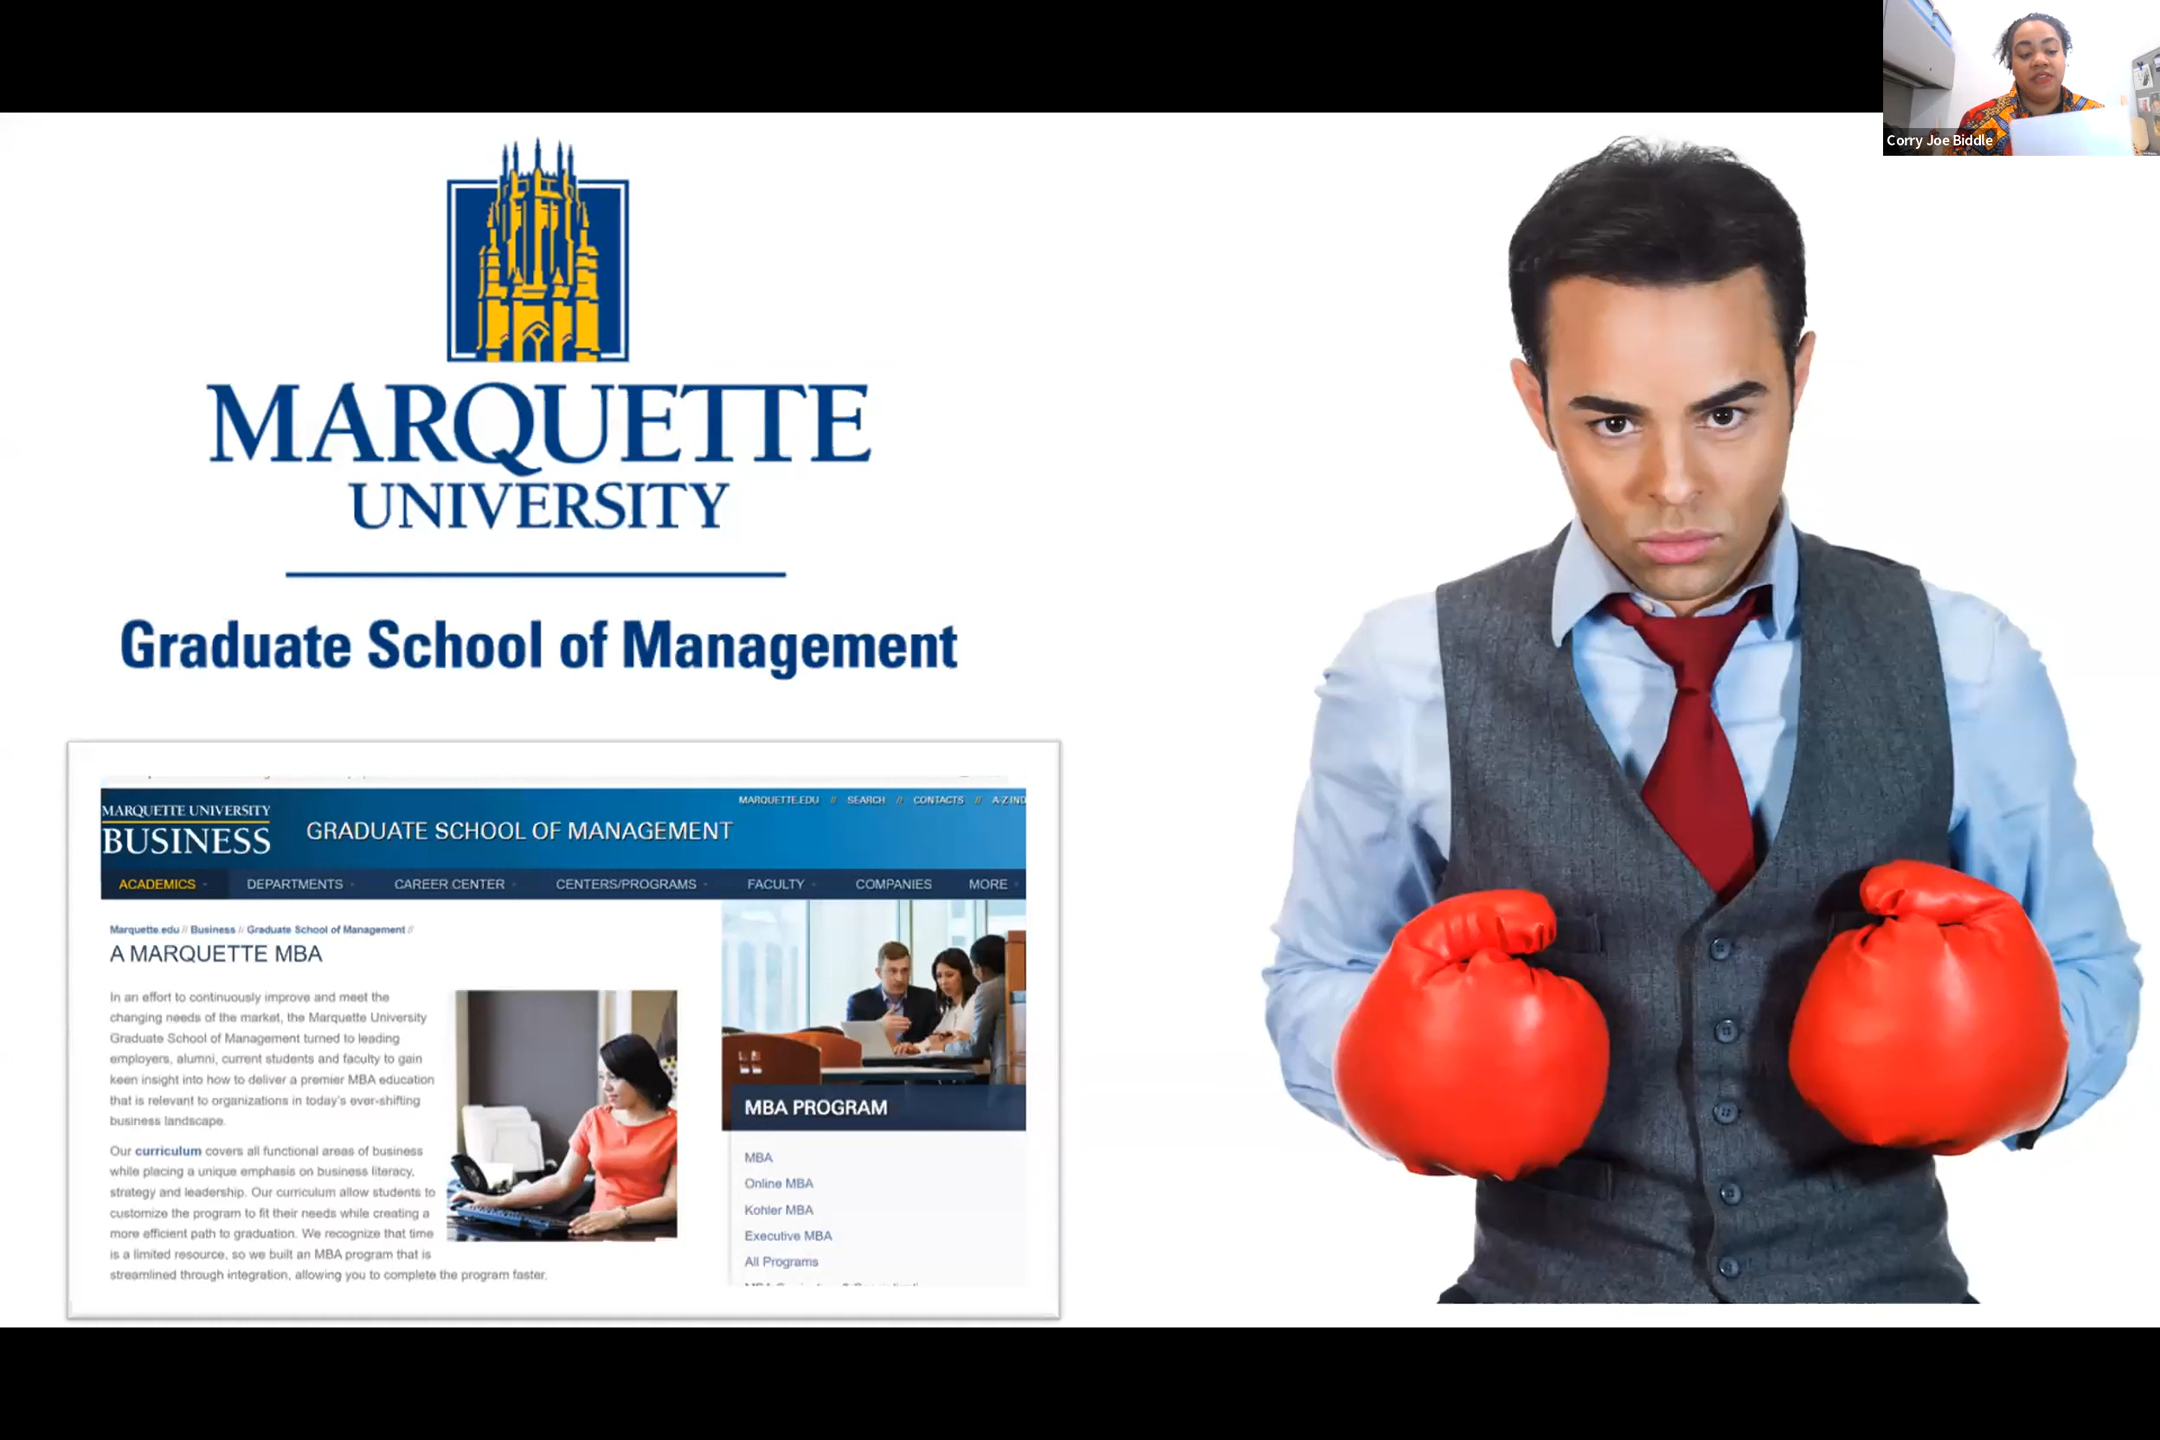 Corry Joe Biddle
MARQUETTE
UNIVERSITY
Graduate School of Management
MARQUETTE.EDU // SEARCH // CONTACTS // A-Z IND
MARQUETTE UNIVERSITY
BUSINESS
GRADUATE SCHOOL OF MANAGEMENT
ACADEMICS DEPARTMENTS CAREER CENTER CENTERS/PROGRAMS FACULTY COMPANIES MORE
Marquette.edu // Business // Graduate School of Management //
A MARQUETTE MBA
In an effort to continuously improve and meet the
changing needs of the market, the Marquette University
Graduate School of Management turned to leading
employers, alumni, current students and faculty to gain
keen insight into how to deliver a premier MBA education
that is relevant to organizations in today's ever-shifting
business landscape.
Our curriculum covers all functional areas of business
while placing a unique emphasis on business literacy,
strategy and leadership. Our curriculum allow students to
customize the program to fit their needs while creating a
more efficient path to graduation. We recognize that time
is a limited resource, so we built an MBA program that is
streamlined through integration, allowing you to complete the program faster.
MBA PROGRAM
MBA
Online MBA
Kohler MBA
Executive MBA
All Programs